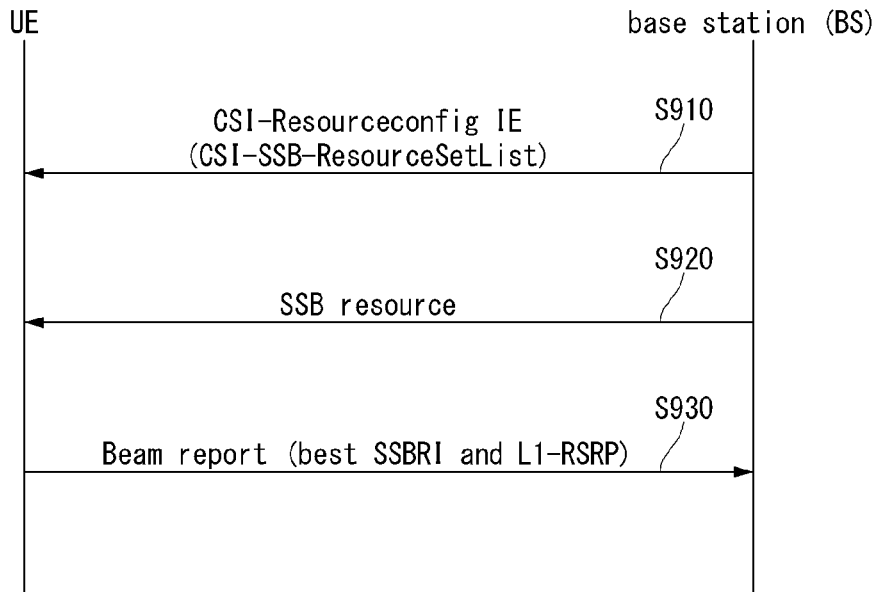 UE
base station (BS)
S910
CSI-Resourceconfig IE
(CSI-SSB-ResourceSetList)
S920
SSB resource
S930
Beam report (best SSBRI and L1-RSRP)